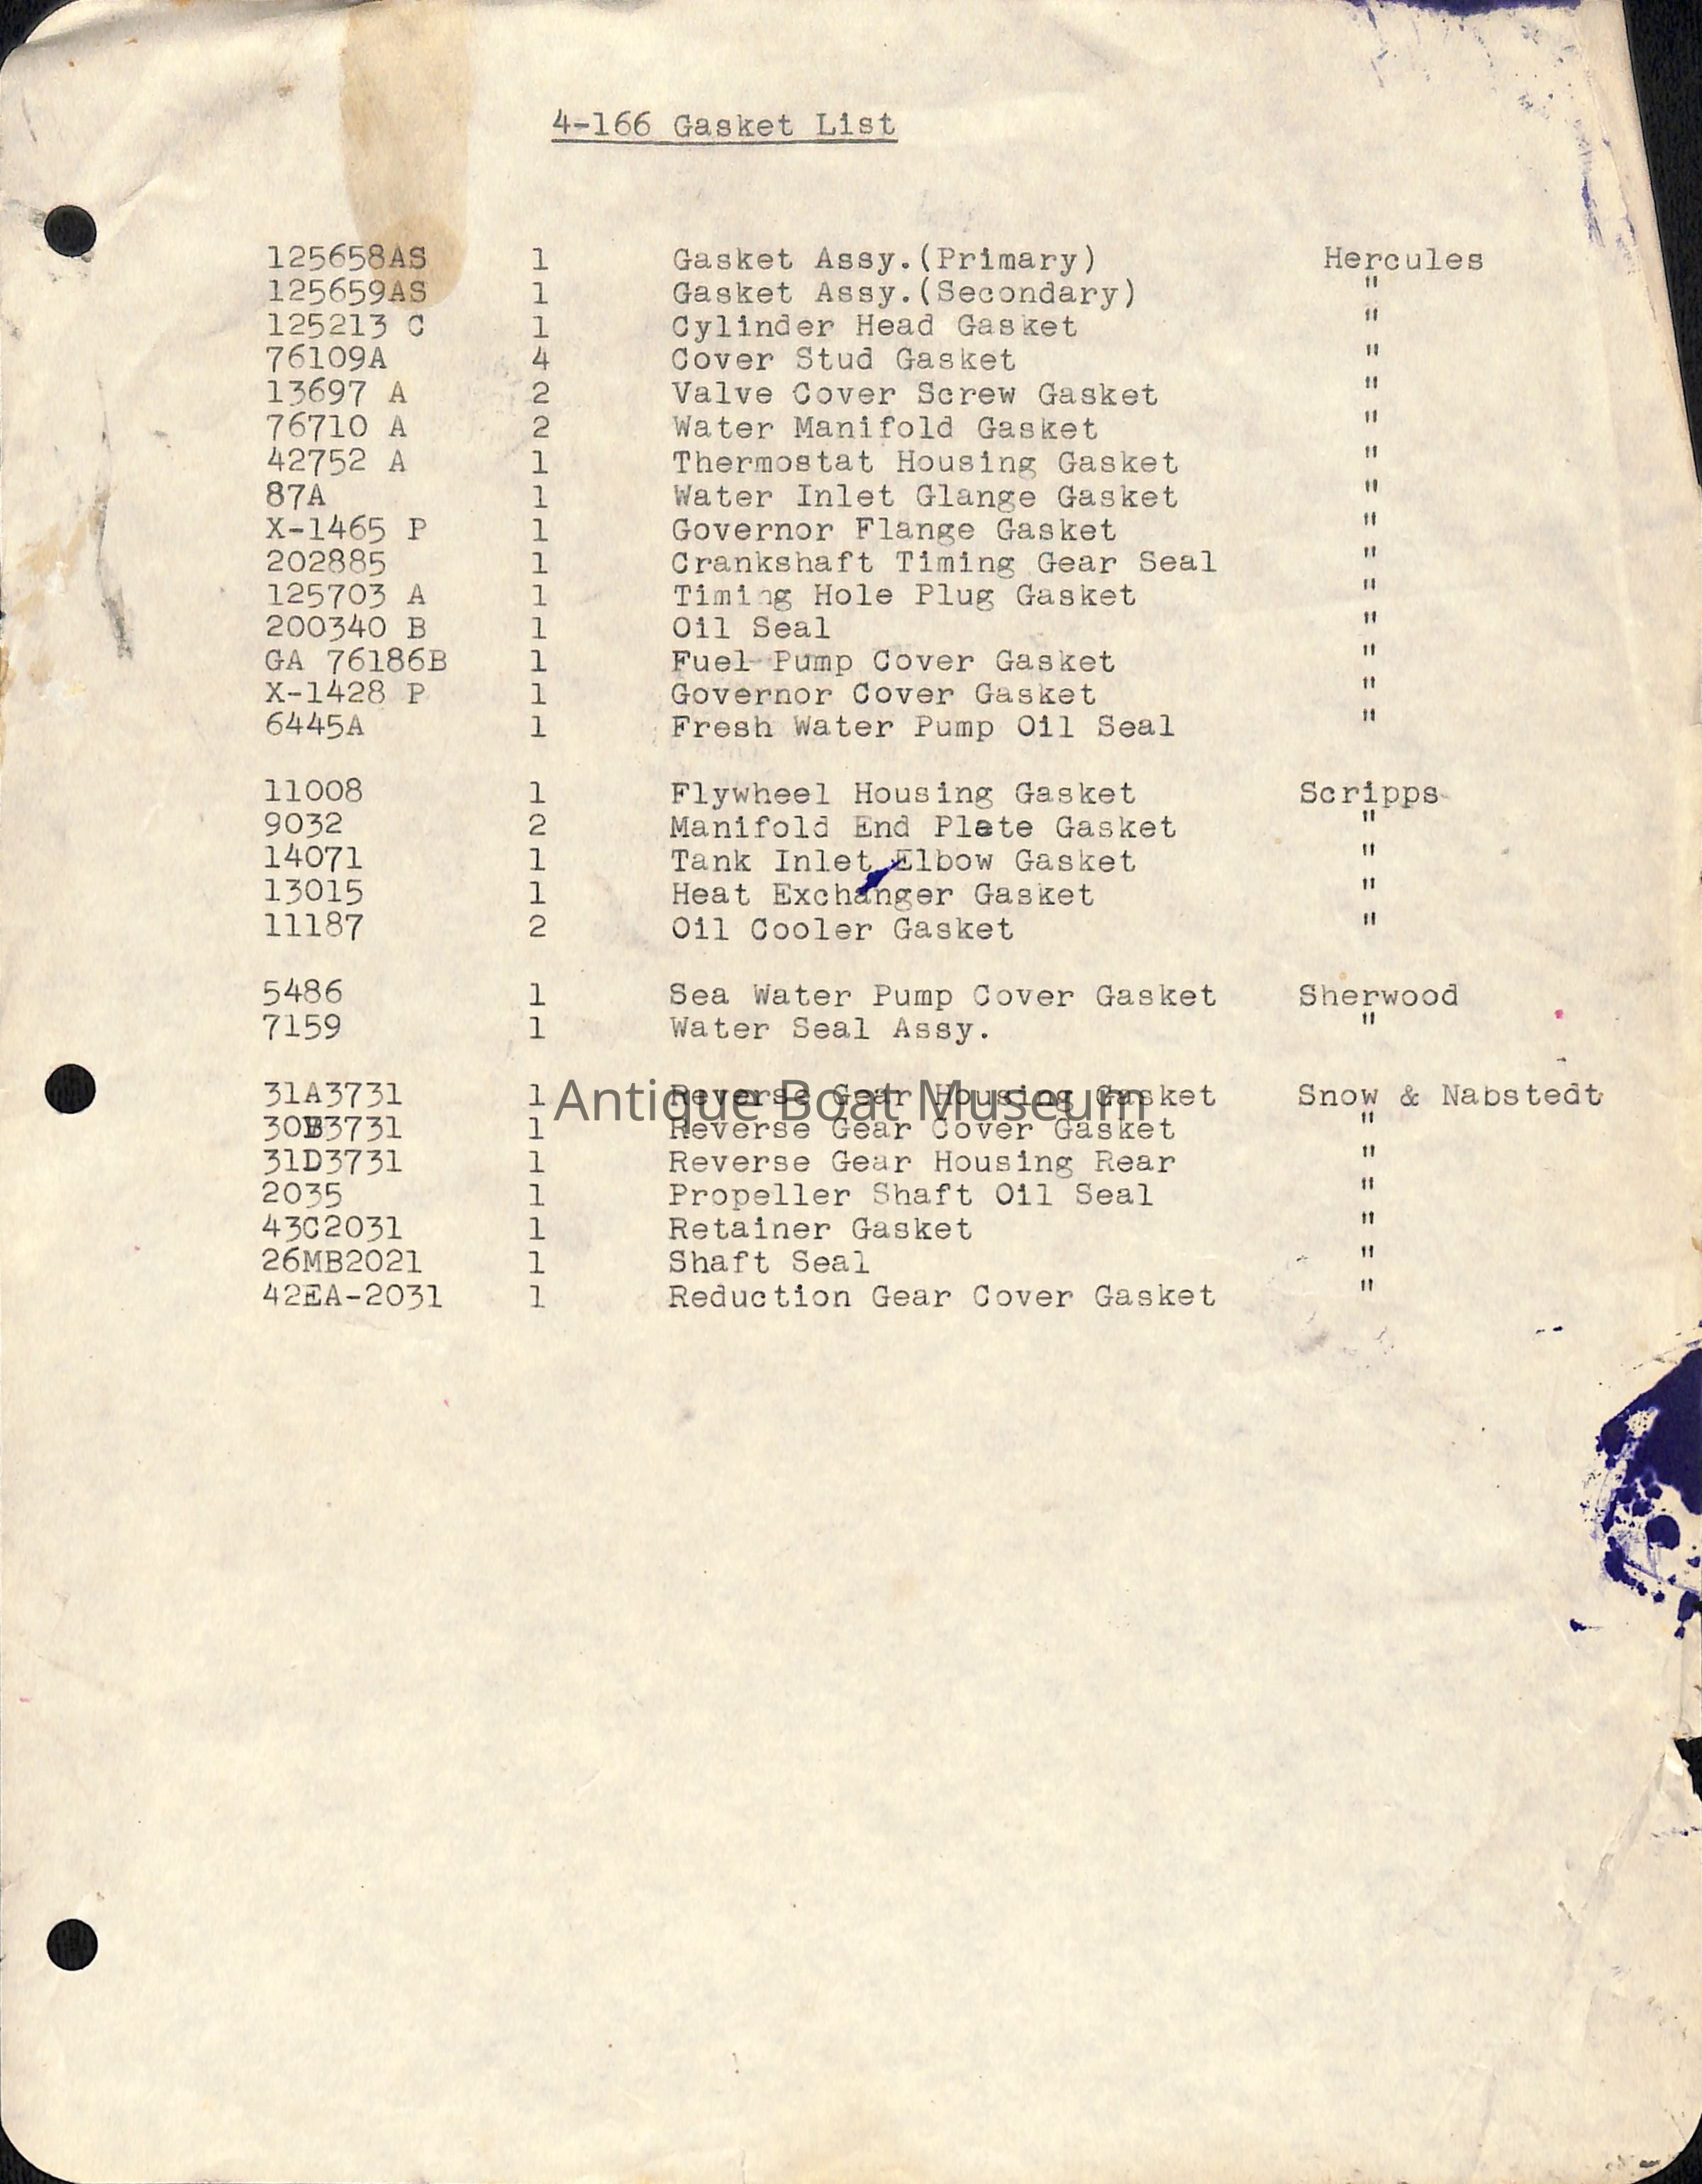 4-166 Gasket List
125658AS 1 Gasket Assy.(Primary) Hercules
125659AS 1 Gasket Assy.(Secondary) "
125213 C 1 Cylinder Head Gasket "
76109A 4 Cover Stud Gasket "
13697 A 2 Valve Cover Screw Gasket "
76710 A 2 Water Manifold Gasket "
42752 A 1 Thermostat Housing Gasket "
87A 1 Water Inlet Glange Gasket "
X-1465 P 1 Governor Flange Gasket "
202885 1 Crankshaft Timing Gear Seal "
125703 A 1 Timing Hole Plug Gasket "
200340 B 1 Oil Seal "
GA 76186B 1 Fuel Pump Cover Gasket "
X-1428 P 1 Governor Cover Gasket "
6445A 1 Fresh Water Pump Oil Seal "
11008 1 Flywheel Housing Gasket Scripps
9032 2 Manifold End Plate Gasket "
14071 1 Tank Inlet Elbow Gasket "
13015 1 Heat Exchanger Gasket "
11187 2 Oil Cooler Gasket "
5486 1 Sea Water Pump Cover Gasket Sherwood
7159 1 Water Seal Assy. "
31A3731 1 Reverse Gear Housing Gasket Snow & Nabstedt
Antique Boat Museum
30B3731 1 Reverse Gear Cover Gasket "
31D3731 1 Reverse Gear Housing Rear "
2035 1 Propeller Shaft Oil Seal "
43C2031 1 Retainer Gasket "
26MB2021 1 Shaft Seal "
42EA-2031 1 Reduction Gear Cover Gasket "